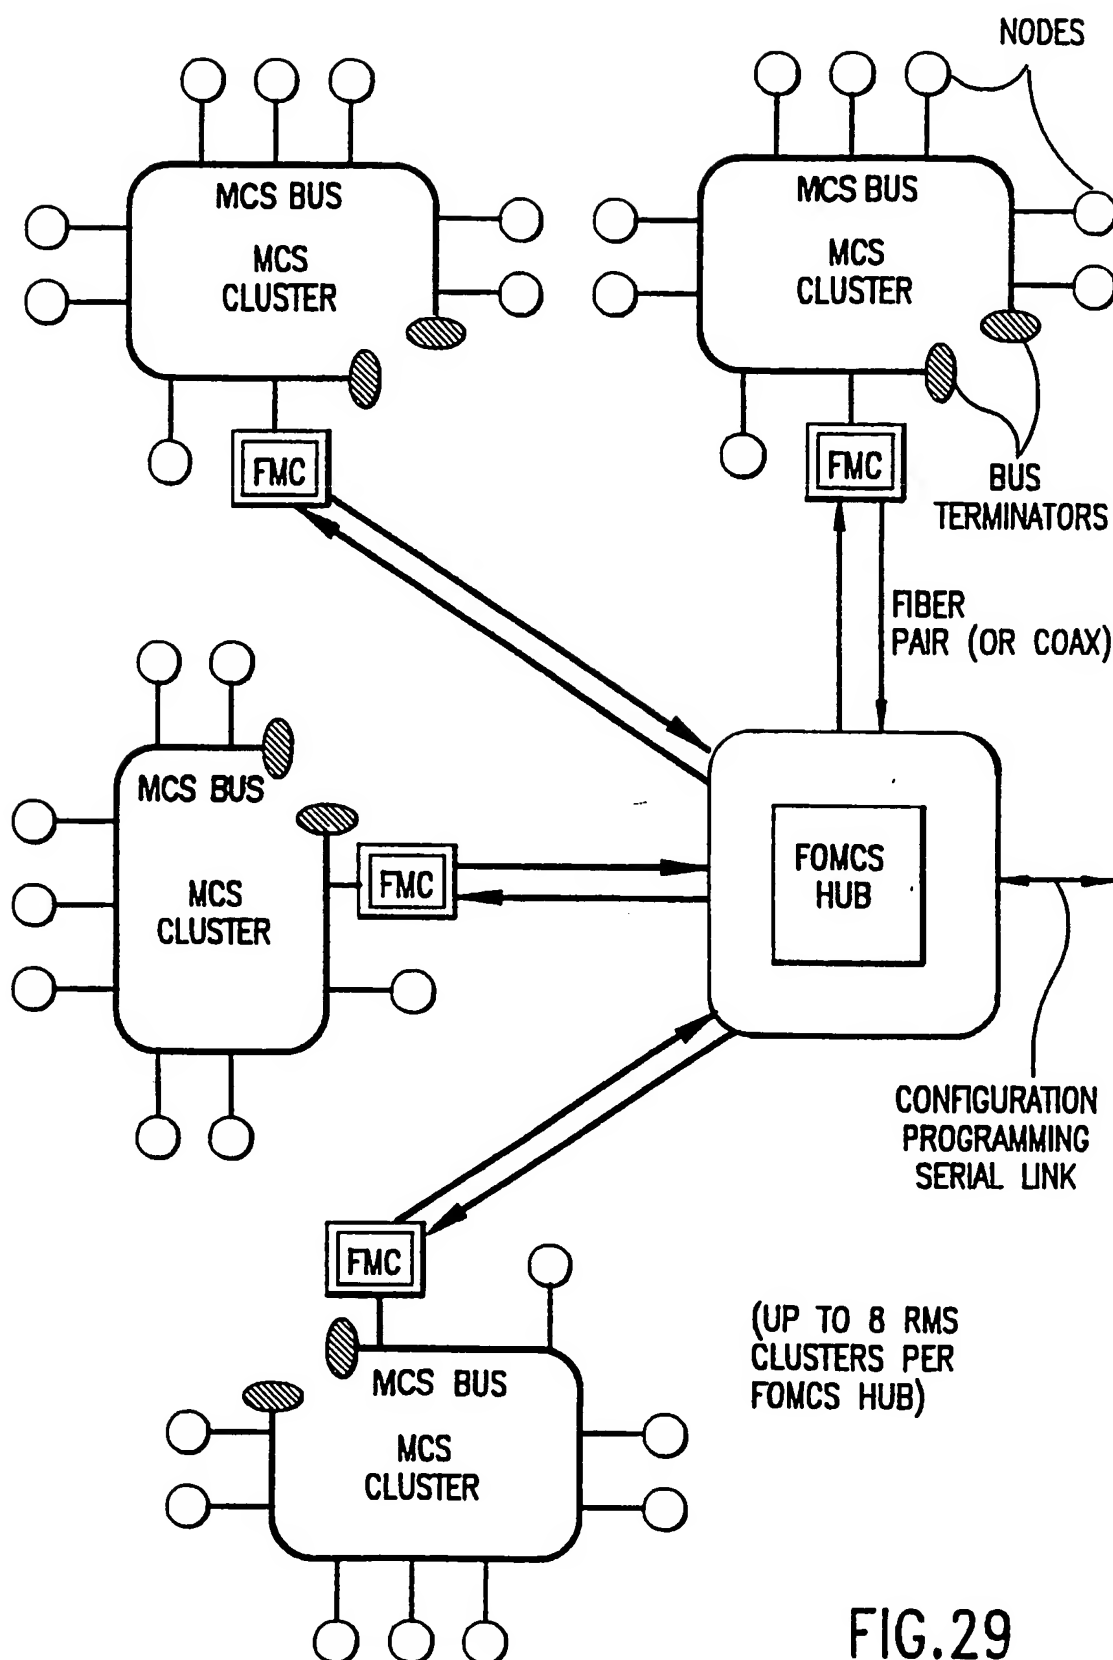 NODES
MCS BUS
MCS
CLUSTER
FMC
MCS BUS
MCS
CLUSTER
FMC
BUS
TERMINATORS
FIBER
PAIR (OR COAX)
MCS BUS
MCS
CLUSTER
FMC
FOMCS
HUB
CONFIGURATION
PROGRAMMING
SERIAL LINK
FMC
MCS BUS
MCS
CLUSTER
(UP TO 8 RMS
CLUSTERS PER
FOMCS HUB)
FIG.29